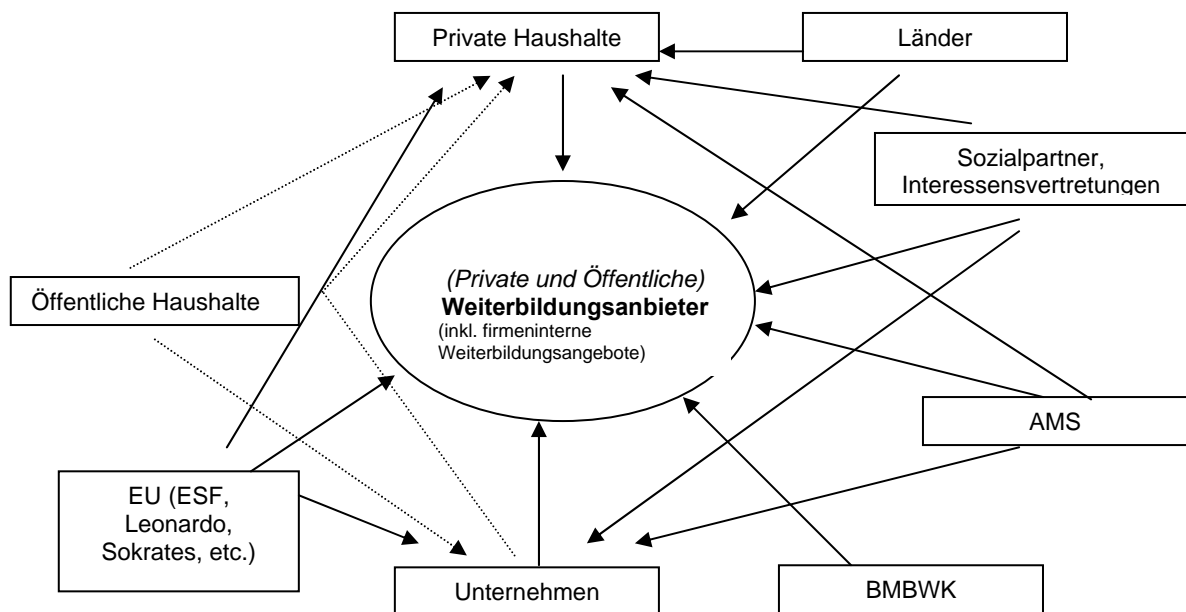 Private Haushalte
Länder
Sozialpartner,
Interessensvertretungen
(Private und Öffentliche)
Weiterbildungsanbieter
(inkl. firmeninterne
Weiterbildungsangebote)
Öffentliche Haushalte
AMS
EU (ESF,
Leonardo,
Sokrates, etc.)
Unternehmen
BMBWK